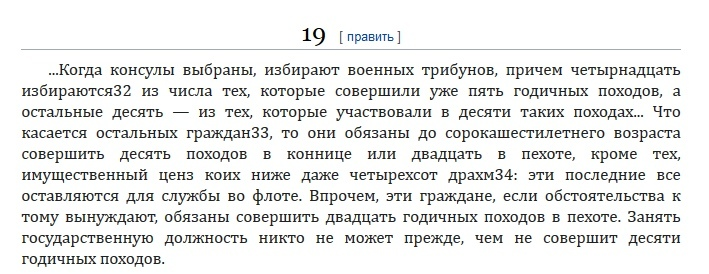 19 [ править ]
...Когда консулы выбраны, избирают военных трибунов, причем четырнадцать
избираются32 из числа тех, которые совершили уже пять годичных походов, а
остальные десять — из тех, которые участвовали в десяти таких походах... Что
касается остальных граждан33, то они обязаны до сорокашестилетнего возраста
совершить десять походов в коннице или двадцать в пехоте, кроме тех,
имущественный ценз коих ниже даже четырехсот драхм34: эти последние все
оставляются для службы во флоте. Впрочем, эти граждане, если обстоятельства к
тому вынуждают, обязаны совершить двадцать годичных походов в пехоте. Занять
государственную должность никто не может прежде, чем не совершит десяти
годичных походов.